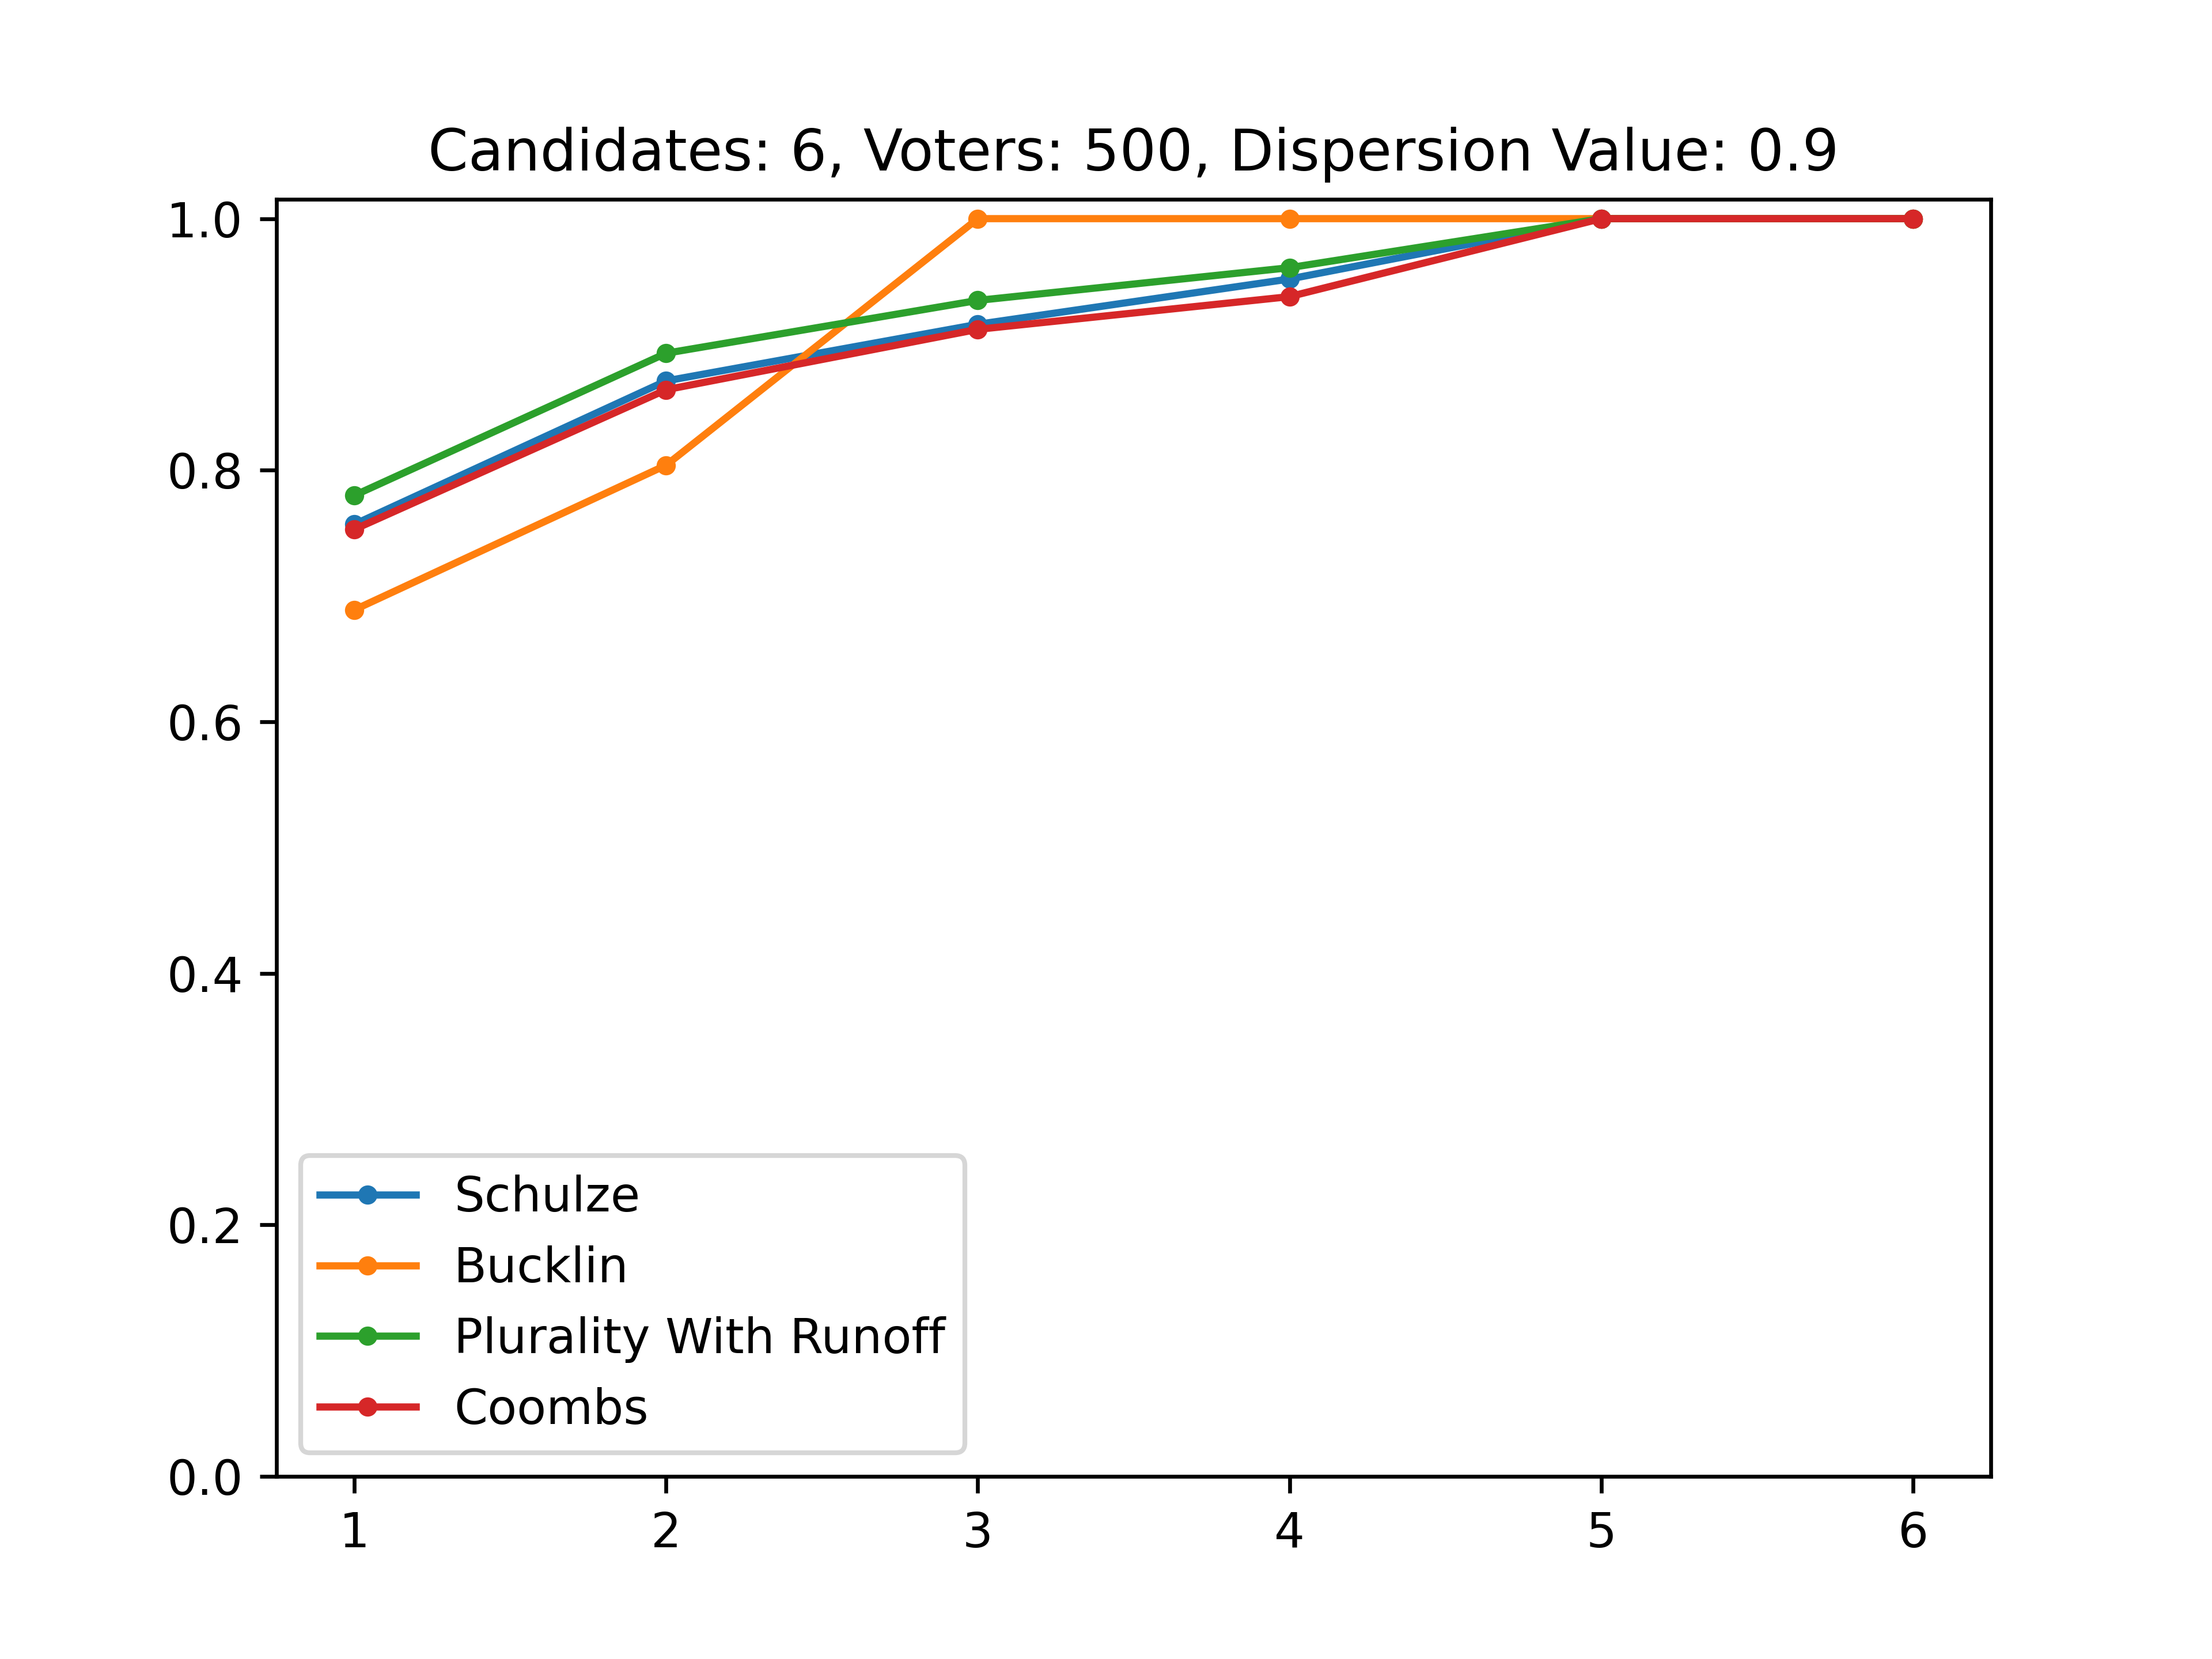 Candidates: 6, Voters: 500, Dispersion Value: 0.9
1.0
0.8
0.6
0.4
0.2
0.0
Schulze
Bucklin
Plurality With Runoff
Coombs
1 2 3 4 5 6